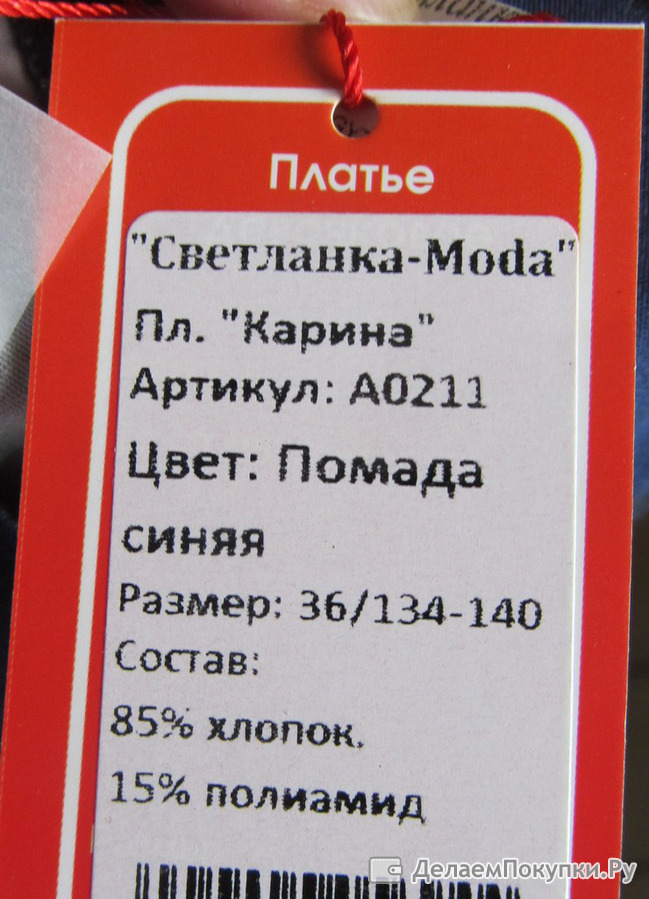 Платье
"Светланка-Moda"
Пл. "Карина"
Артикул: А0211
Цвет: Помада
синяя
Размер: 36/134-140
Состав:
85% хлопок,
15% полиамид
ДелаемПокупки.Ру